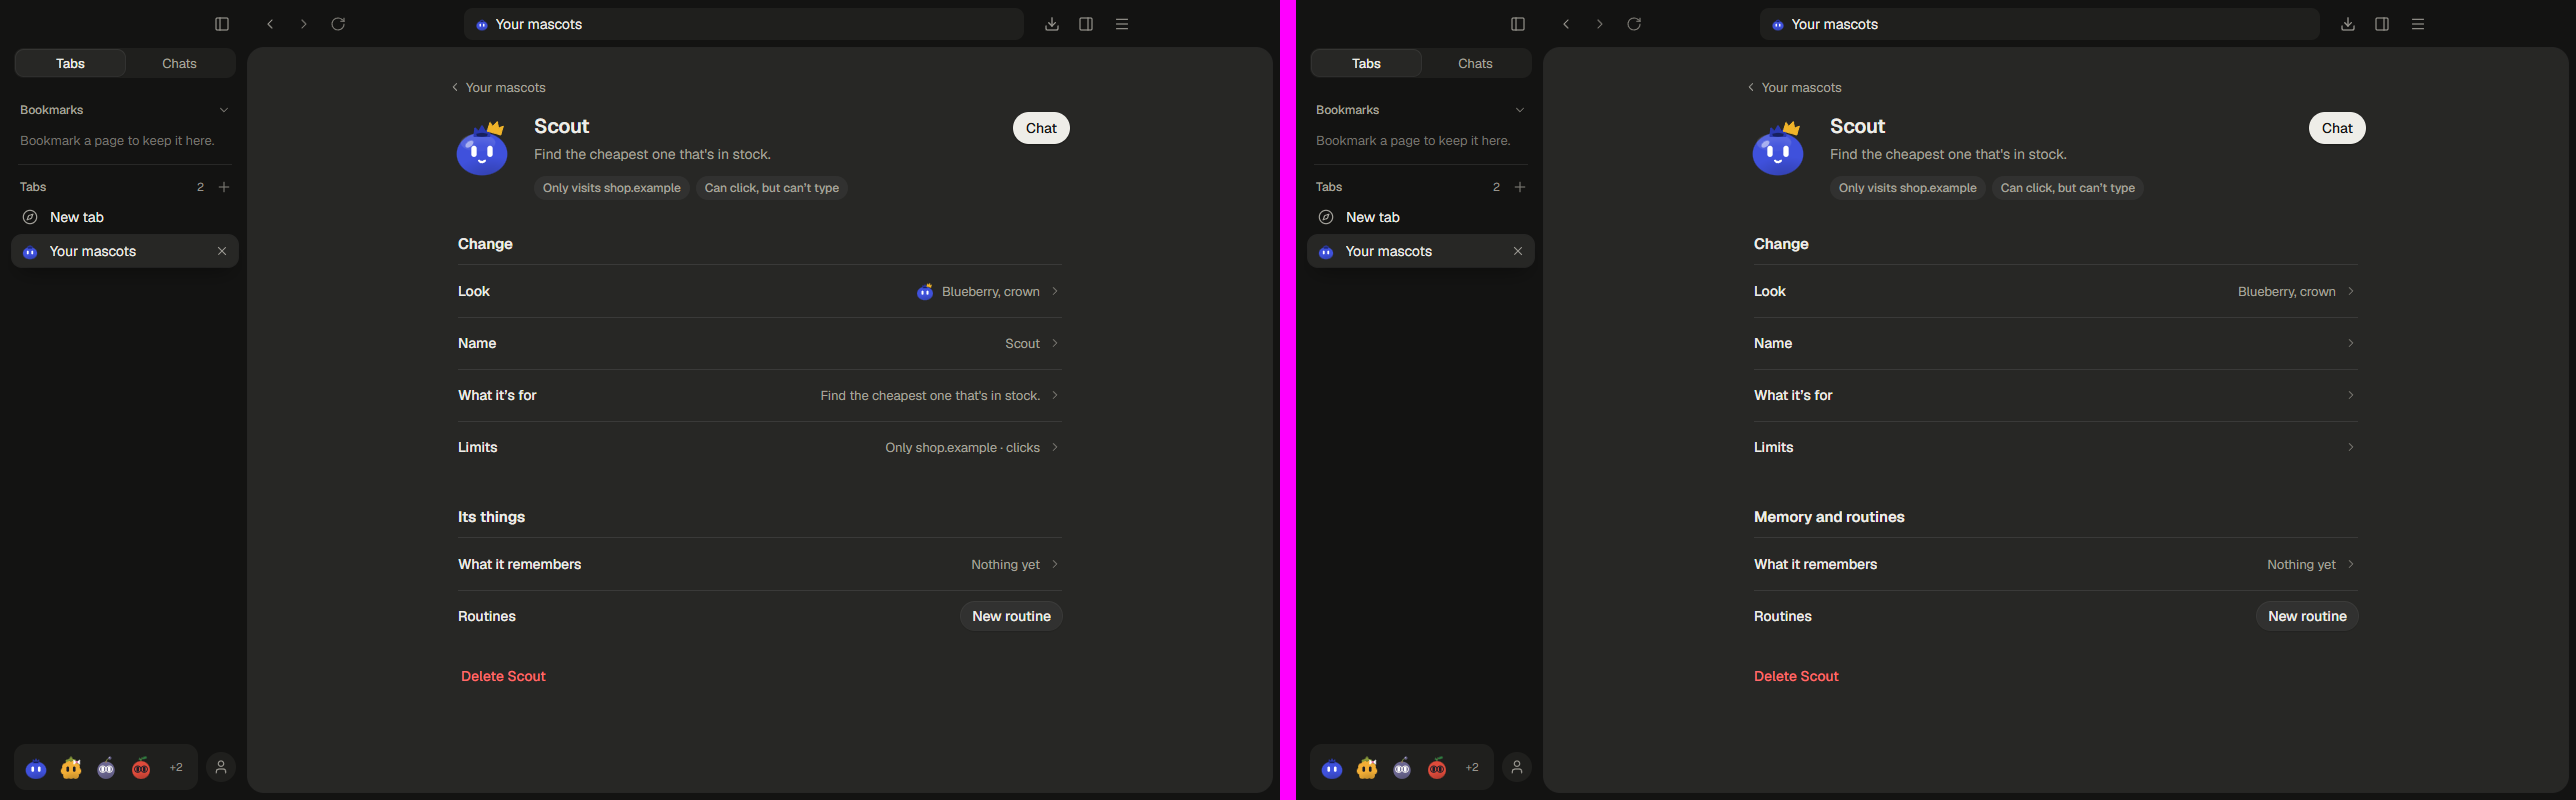 Your mascots
Tabs
Chats
Bookmarks
Bookmark a page to keep it here.
Tabs 2
New tab
Your mascots
+2
Your mascots
Scout
Find the cheapest one that's in stock.
Only visits shop.example
Can click, but can't type
Chat
Change
Look Blueberry, crown
Name Scout
What it's for Find the cheapest one that's in stock.
Limits Only shop.example · clicks
Its things
What it remembers Nothing yet
Routines New routine
Delete Scout
Your mascots
Tabs
Chats
Bookmarks
Bookmark a page to keep it here.
Tabs 2
New tab
Your mascots
+2
Your mascots
Scout
Find the cheapest one that's in stock.
Only visits shop.example
Can click, but can't type
Chat
Change
Look Blueberry, crown
Name
What it's for
Limits
Memory and routines
What it remembers Nothing yet
Routines New routine
Delete Scout